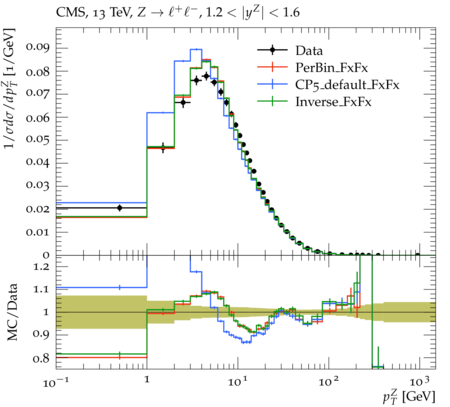 CMS, 13 TeV, Z → ℓ⁺ℓ⁻, 1.2 < |y^Z| < 1.6
1/σdσ/dp_T^Z [1/GeV]
0.09
0.08
0.07
0.06
0.05
0.04
0.03
0.02
0.01
0
Data
PerBin_FxFx
CP5_default_FxFx
Inverse_FxFx
MC/Data
1.2
1.1
1
0.9
0.8
10⁻¹ 1 10¹ 10² 10³
p_T^Z [GeV]